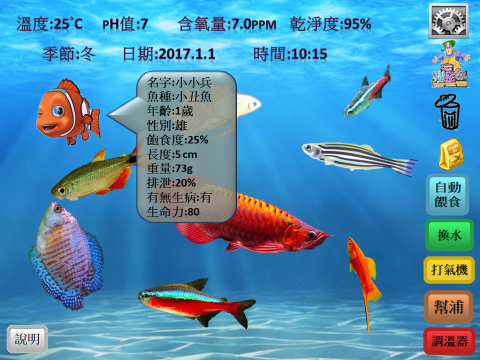 溫度:25°C PH值:7 含氧量:7.0PPM 乾淨度:95%
季節:冬 日期:2017.1.1 時間:10:15
名字:小小兵
魚種:小丑魚
年齡:1歲
性別:雄
飽食度:25%
長度:5cm
重量:73g
排泄:20%
有無生病:有
生命力:80
自動
餵食
換水
打氣機
幫浦
調溫器
說明